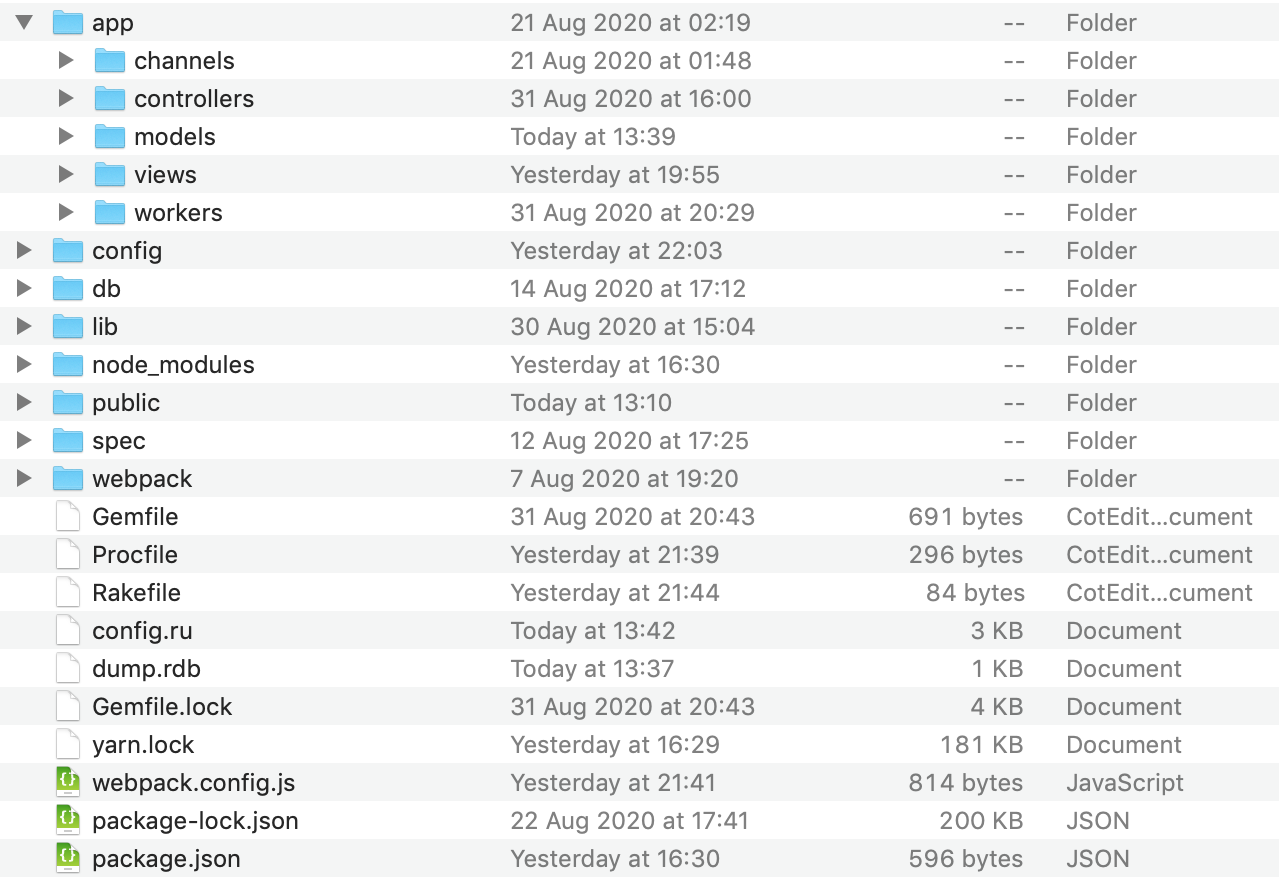 app 21 Aug 2020 at 02:19 -- Folder
channels 21 Aug 2020 at 01:48 -- Folder
controllers 31 Aug 2020 at 16:00 -- Folder
models Today at 13:39 -- Folder
views Yesterday at 19:55 -- Folder
workers 31 Aug 2020 at 20:29 -- Folder
config Yesterday at 22:03 -- Folder
db 14 Aug 2020 at 17:12 -- Folder
lib 30 Aug 2020 at 15:04 -- Folder
node_modules Yesterday at 16:30 -- Folder
public Today at 13:10 -- Folder
spec 12 Aug 2020 at 17:25 -- Folder
webpack 7 Aug 2020 at 19:20 -- Folder
Gemfile 31 Aug 2020 at 20:43 691 bytes CotEdit...cument
Procfile Yesterday at 21:39 296 bytes CotEdit...cument
Rakefile Yesterday at 21:44 84 bytes CotEdit...cument
config.ru Today at 13:42 3 KB Document
dump.rdb Today at 13:37 1 KB Document
Gemfile.lock 31 Aug 2020 at 20:43 4 KB Document
yarn.lock Yesterday at 16:29 181 KB Document
webpack.config.js Yesterday at 21:41 814 bytes JavaScript
package-lock.json 22 Aug 2020 at 17:41 200 KB JSON
package.json Yesterday at 16:30 596 bytes JSON